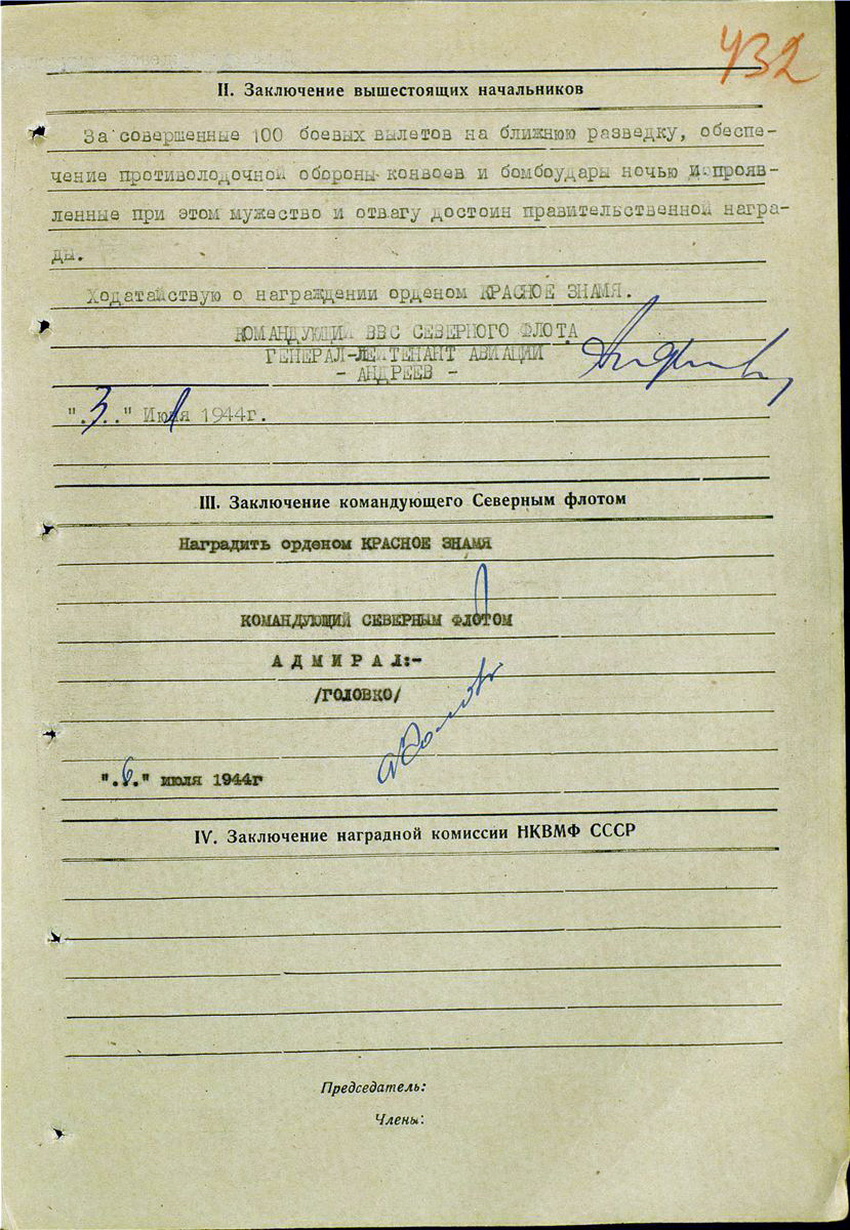 432
II. Заключение вышестоящих начальников
За совершенные 100 боевых вылетов на ближнюю разведку, обеспе-
чение противолодочной обороны конвоев и бомбоудары ночью и прояв-
ленные при этом мужество и отвагу достоин правительственной награ-
ды.
Ходатайствую о награждении орденом КРАСНОЕ ЗНАМЯ.
КОМАНДУЮЩИЙ ВВС СЕВЕРНОГО ФЛОТА
ГЕНЕРАЛ-ЛЕЙТЕНАНТ АВИАЦИИ
- АНДРЕЕВ -
".3.." Июля 1944г.
III. Заключение командующего Северным флотом
Наградить орденом КРАСНОЕ ЗНАМЯ
КОМАНДУЮЩИЙ СЕВЕРНЫМ ФЛОТОМ
АДМИРАЛ:-
/ГОЛОВКО/
".6." июля 1944г
IV. Заключение наградной комиссии НКВМФ СССР
Председатель:
Члены: